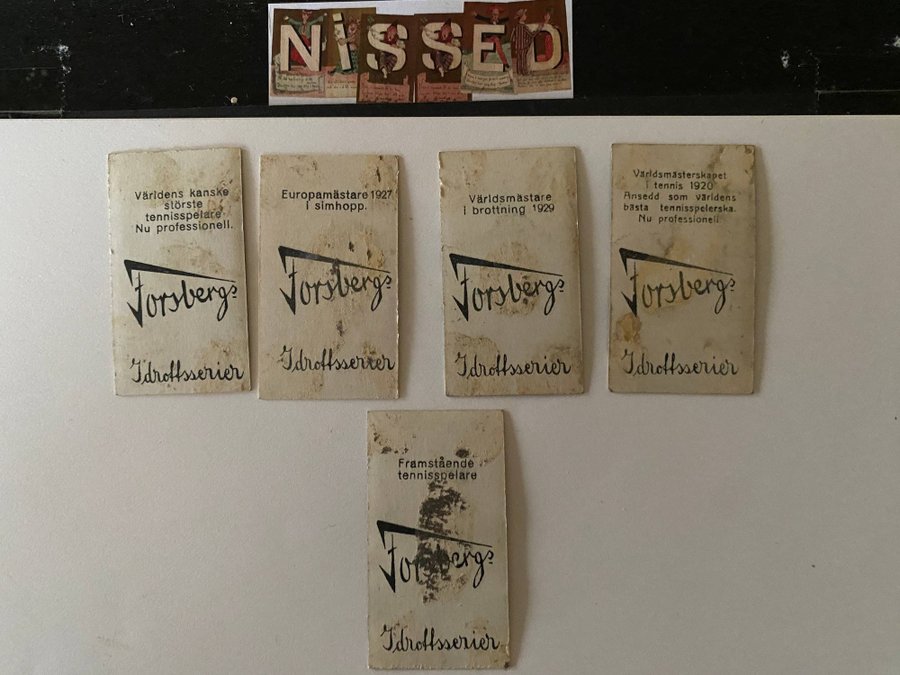 NISSED
Världens kanske
störste
tennisspelare
Nu professionell.
Forsbergs
Idrottsserier
Europamästare 1927
i simhopp.
Forsbergs
Idrottsserier
Världsmästare
i brottning 1929
Forsbergs
Idrottsserier
Världsmästerskapet
i tennis 1920
Ansedd som världens
bästa tennisspelerska.
Nu professionell.
Forsbergs
Idrottsserier
Framstående
tennisspelare
Forsbergs
Idrottsserier